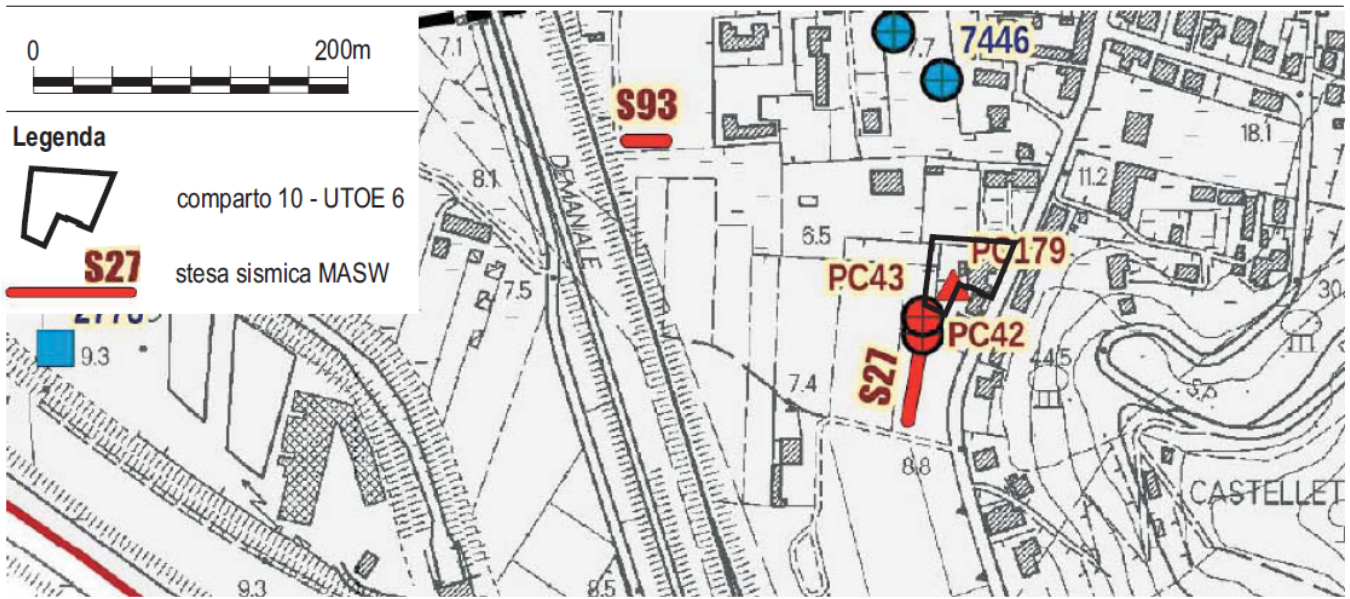 0 200m
Legenda
comparto 10 - UTOE 6
S27
stesa sismica MASW
9.3
7.1
7.7
7446
S93
18.1
8.1
DEMANIALE
11.2
6.5
PC179
PC43
7.5
30.
PC42
44.5
7.4
S27
8.8
CASTELLET
9.3
8.5